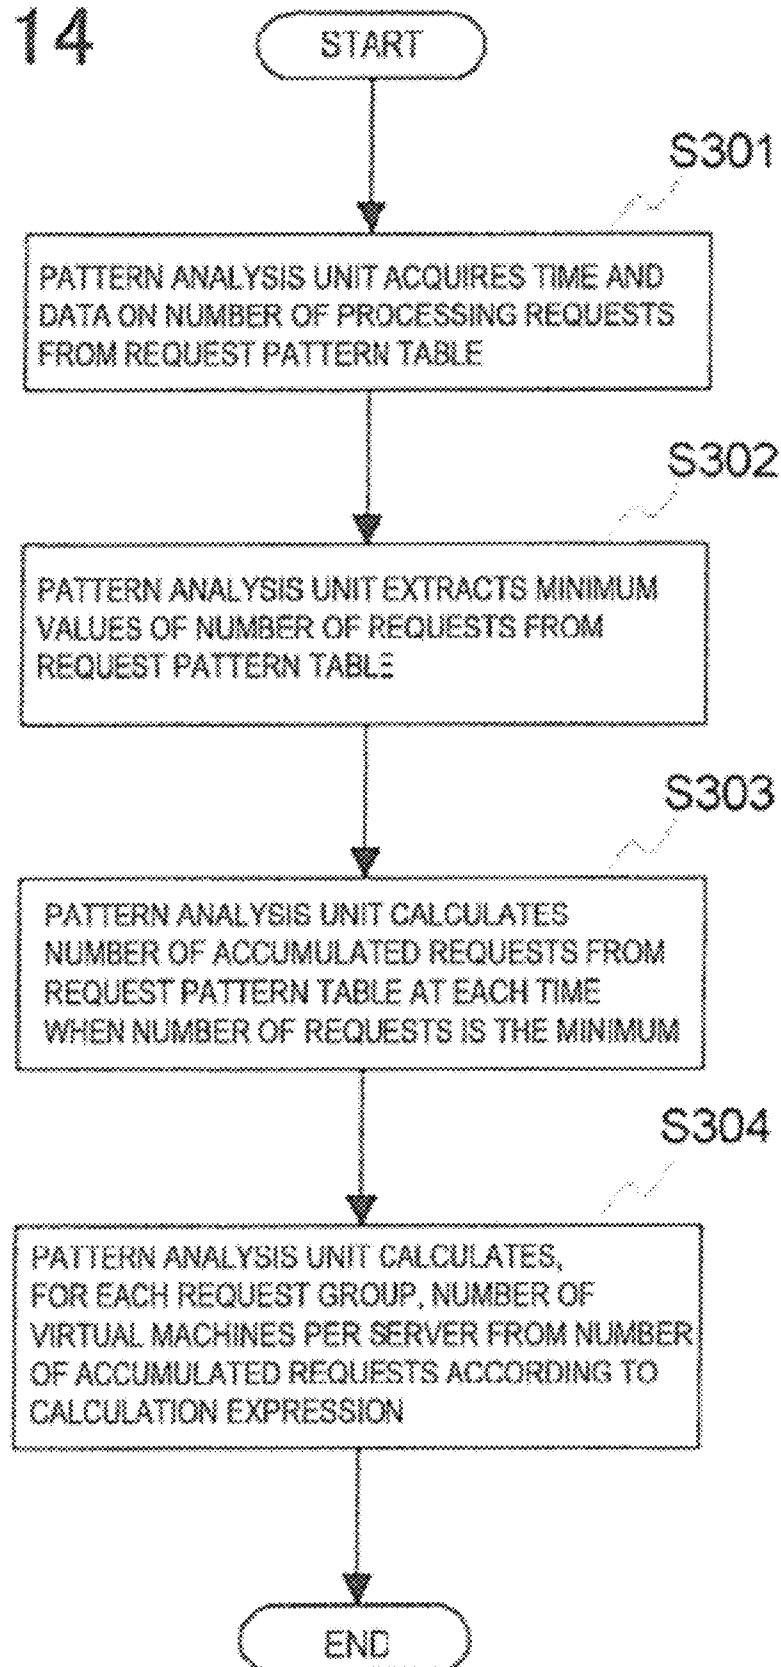 14
START
S301
PATTERN ANALYSIS UNIT ACQUIRES TIME AND
DATA ON NUMBER OF PROCESSING REQUESTS
FROM REQUEST PATTERN TABLE
S302
PATTERN ANALYSIS UNIT EXTRACTS MINIMUM
VALUES OF NUMBER OF REQUESTS FROM
REQUEST PATTERN TABLE
S303
PATTERN ANALYSIS UNIT CALCULATES
NUMBER OF ACCUMULATED REQUESTS FROM
REQUEST PATTERN TABLE AT EACH TIME
WHEN NUMBER OF REQUESTS IS THE MINIMUM
S304
PATTERN ANALYSIS UNIT CALCULATES,
FOR EACH REQUEST GROUP, NUMBER OF
VIRTUAL MACHINES PER SERVER FROM NUMBER
OF ACCUMULATED REQUESTS ACCORDING TO
CALCULATION EXPRESSION
END